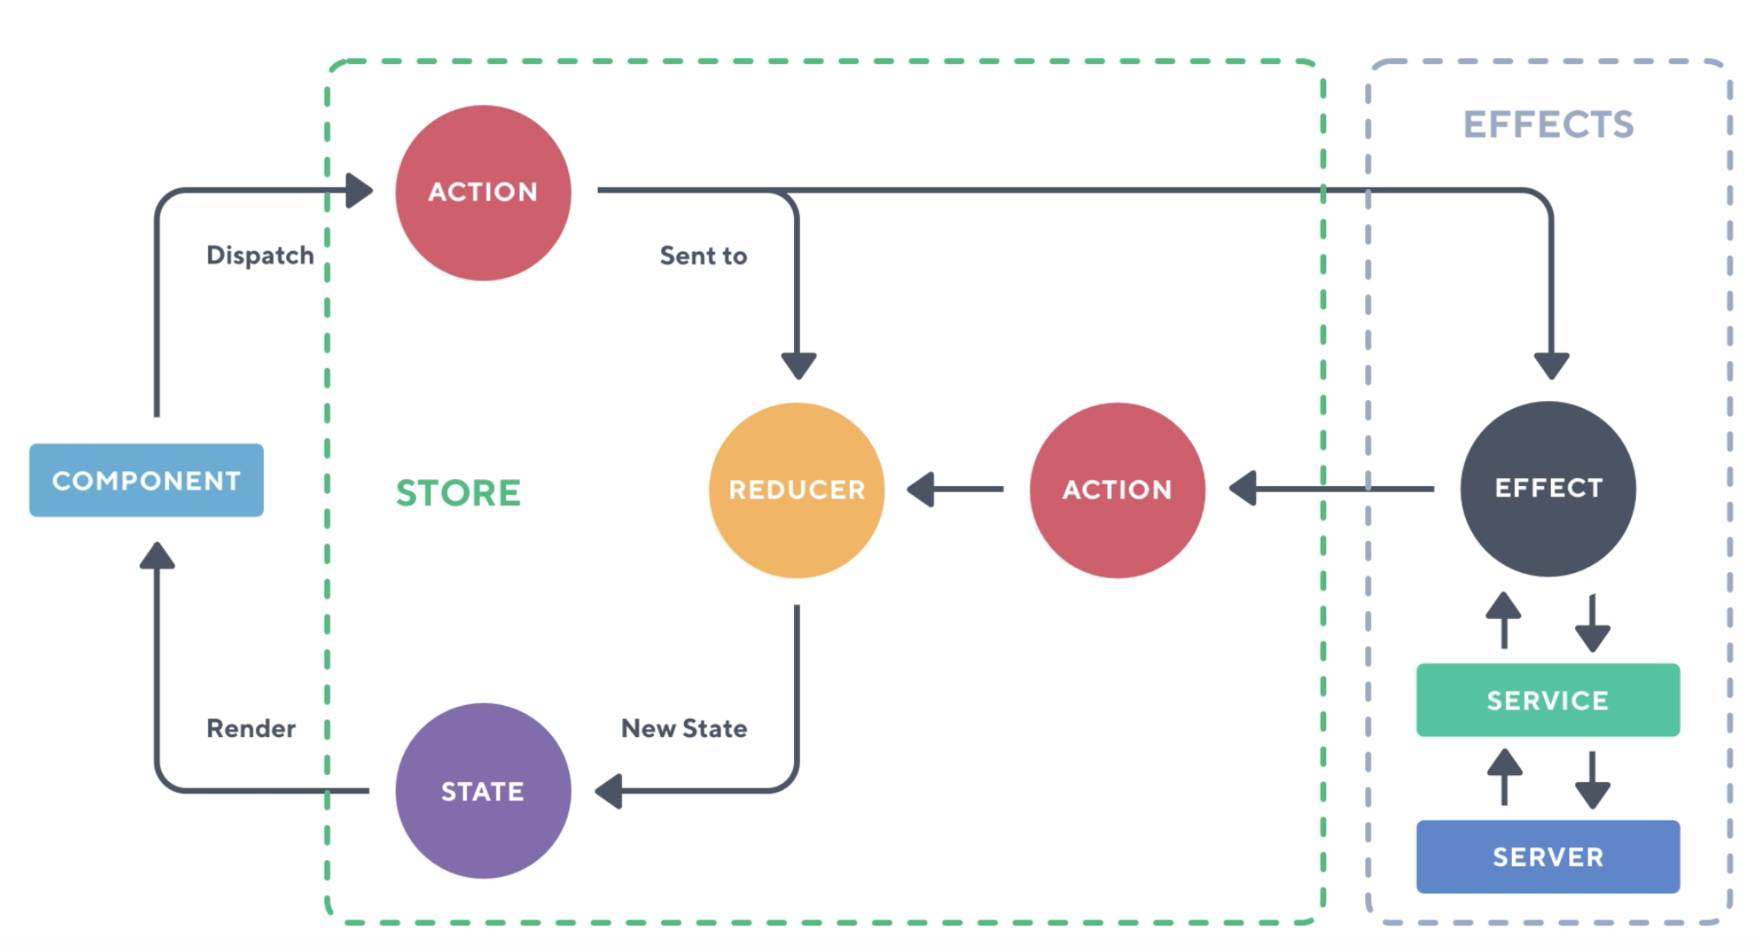 EFFECTS
ACTION
Dispatch
Sent to
COMPONENT
STORE
REDUCER
ACTION
EFFECT
Render
New State
STATE
SERVICE
SERVER